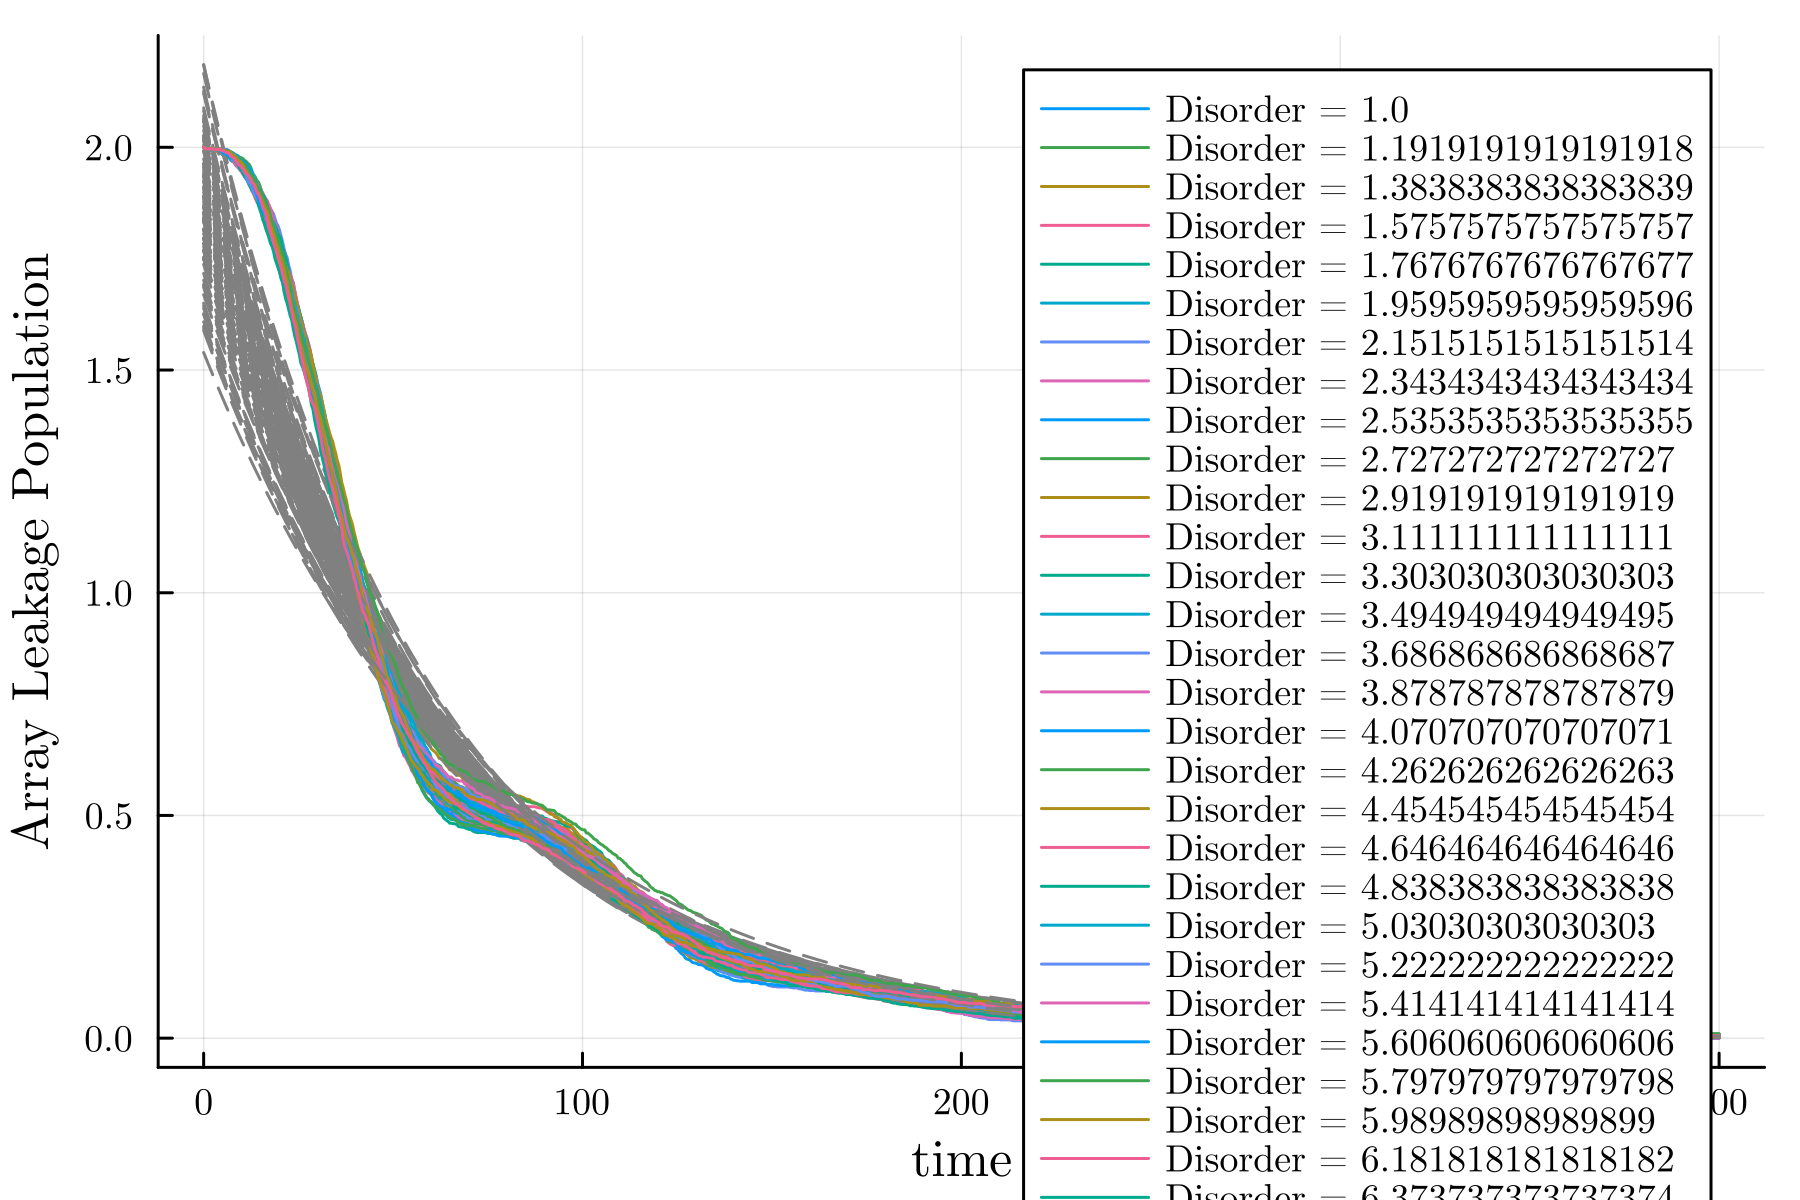 Array Leakage Population
2.0
1.5
1.0
0.5
0.0
0
100
200
00
time
Disorder = 1.0
Disorder = 1.1919191919191918
Disorder = 1.3838383838383839
Disorder = 1.5757575757575757
Disorder = 1.7676767676767677
Disorder = 1.9595959595959596
Disorder = 2.1515151515151514
Disorder = 2.3434343434343434
Disorder = 2.5353535353535355
Disorder = 2.727272727272727
Disorder = 2.919191919191919
Disorder = 3.111111111111111
Disorder = 3.303030303030303
Disorder = 3.494949494949495
Disorder = 3.686868686868687
Disorder = 3.878787878787879
Disorder = 4.070707070707071
Disorder = 4.262626262626263
Disorder = 4.454545454545454
Disorder = 4.646464646464646
Disorder = 4.838383838383838
Disorder = 5.03030303030303
Disorder = 5.222222222222222
Disorder = 5.414141414141414
Disorder = 5.606060606060606
Disorder = 5.797979797979798
Disorder = 5.98989898989899
Disorder = 6.181818181818182
Disorder = 6.373737373737374